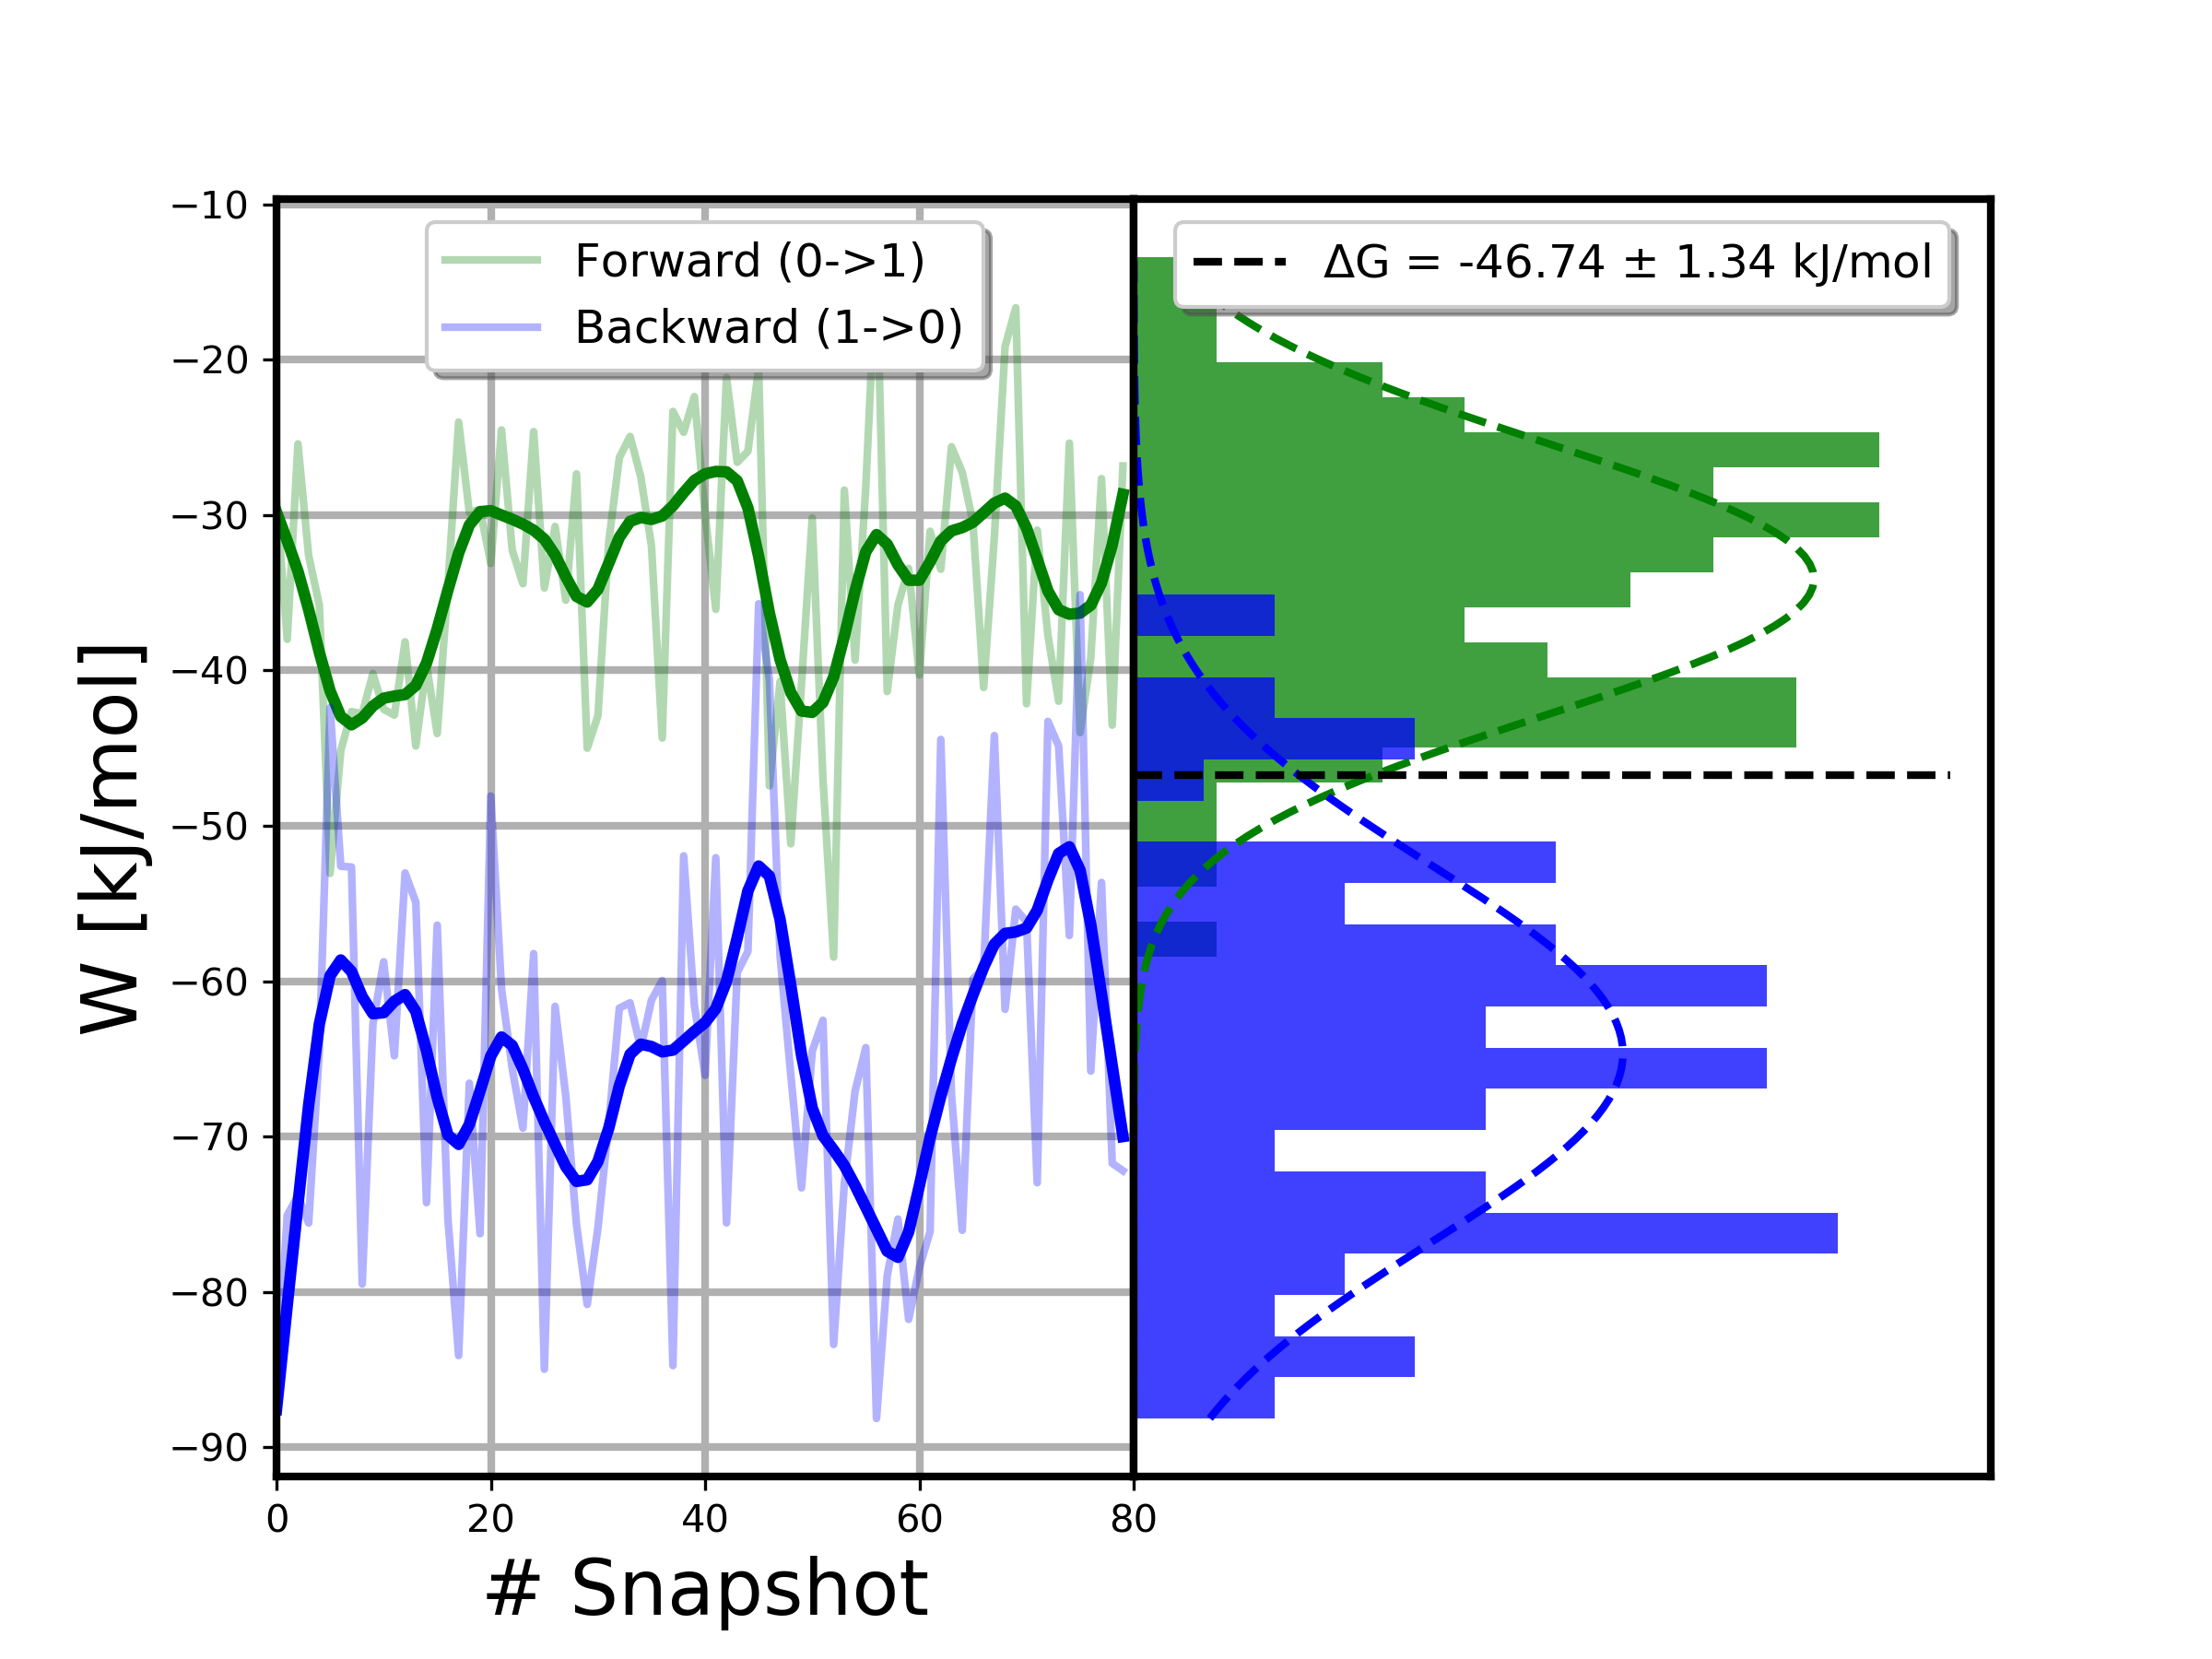 Forward (0->1)
Backward (1->0)
ΔG = -46.74 ± 1.34 kJ/mol
−10
−20
−30
−40
−50
−60
−70
−80
−90
W [kJ/mol]
0 20 40 60 80
# Snapshot